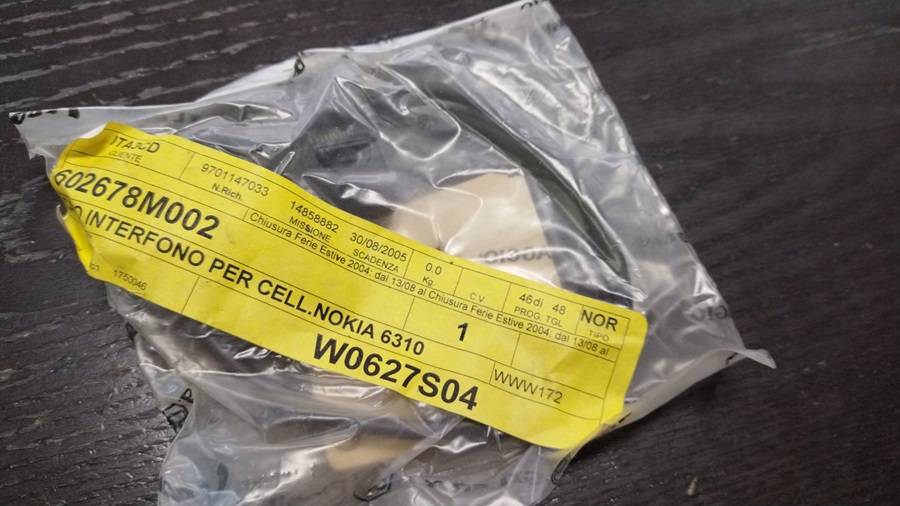 CLIENTE
9701147033
N.Rich.
14858882
MISSIONE
30/08/2005
SCADENZA
0.0
Kg.
CV
46di 48
PROG. TGL
NOR
TIPO
602678M002
Chiusura Ferie Estive 2004: dal 13/08 al Chiusura Ferie Estive 2004: dal 13/08 al
INTERFONO PER CELL.NOKIA 6310
1
1750046
W0627S04
WWW172